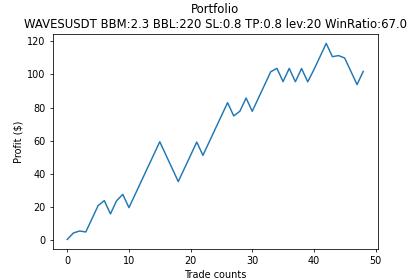 Portfolio
WAVESUSDT BBM:2.3 BBL:220 SL:0.8 TP:0.8 lev:20 WinRatio:67.0
120
100
80
60
40
20
0
Profit ($)
0 10 20 30 40 50
Trade counts